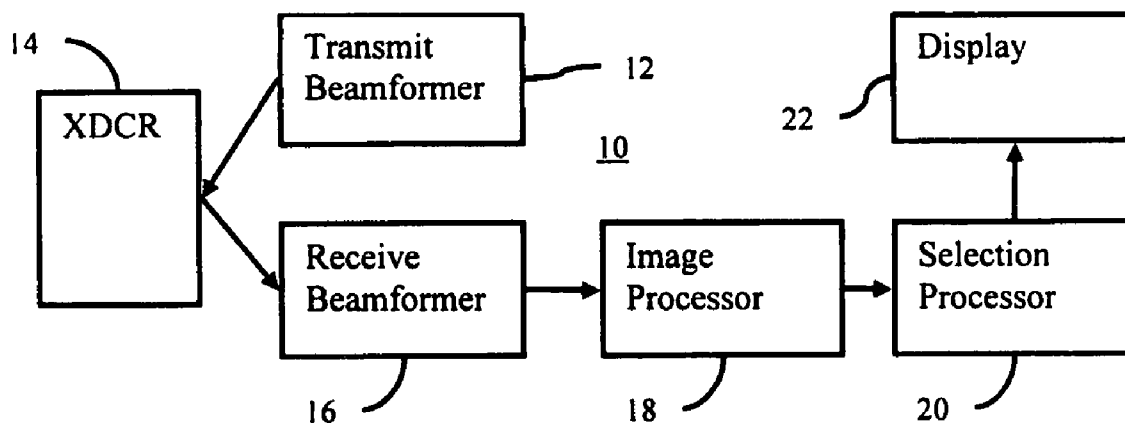 14
XDCR
Transmit
Beamformer
12
10
22
Display
Receive
Beamformer
16
Image
Processor
18
Selection
Processor
20